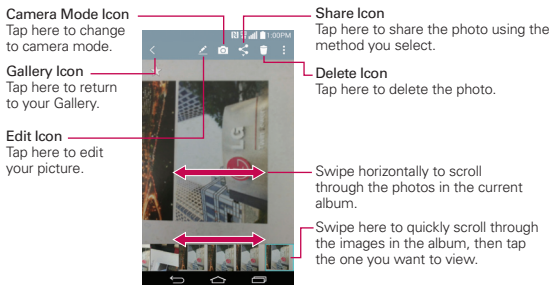 Camera Mode Icon
Tap here to change
to camera mode.
Gallery Icon
Tap here to return
to your Gallery.
Edit Icon
Tap here to edit
your picture.
1:00PM
LG
Share Icon
Tap here to share the photo using the
method you select.
Delete Icon
Tap here to delete the photo.
Swipe horizontally to scroll
through the photos in the current
album.
Swipe here to quickly scroll through
the images in the album, then tap
the one you want to view.